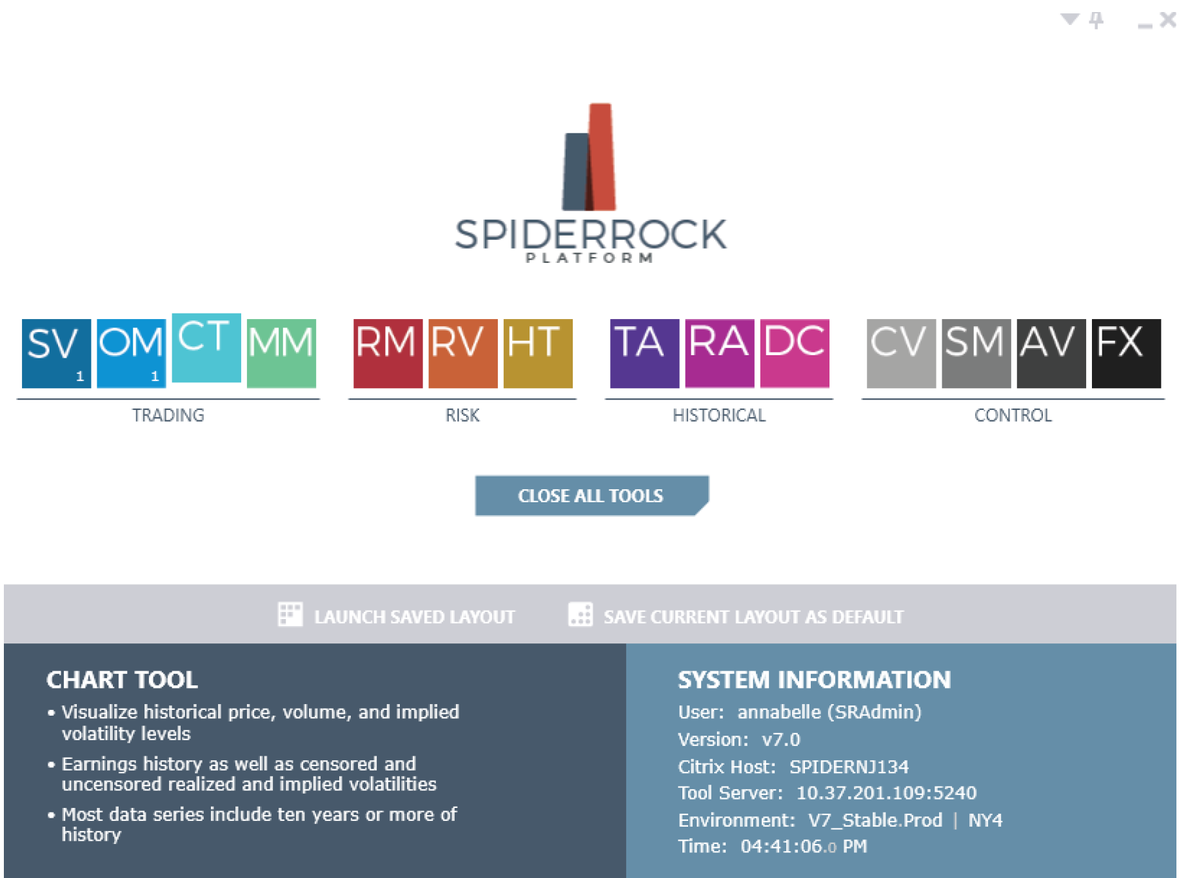 SPIDERROCK
PLATFORM
SV 1 OM 1 CT MM RM RV HT TA RA DC CV SM AV FX
TRADING RISK HISTORICAL CONTROL
CLOSE ALL TOOLS
LAUNCH SAVED LAYOUT SAVE CURRENT LAYOUT AS DEFAULT
CHART TOOL
• Visualize historical price, volume, and implied
volatility levels
• Earnings history as well as censored and
uncensored realized and implied volatilities
• Most data series include ten years or more of
history
SYSTEM INFORMATION
User: annabelle (SRAdmin)
Version: v7.0
Citrix Host: SPIDERNJ134
Tool Server: 10.37.201.109:5240
Environment: V7_Stable.Prod | NY4
Time: 04:41:06.0 PM